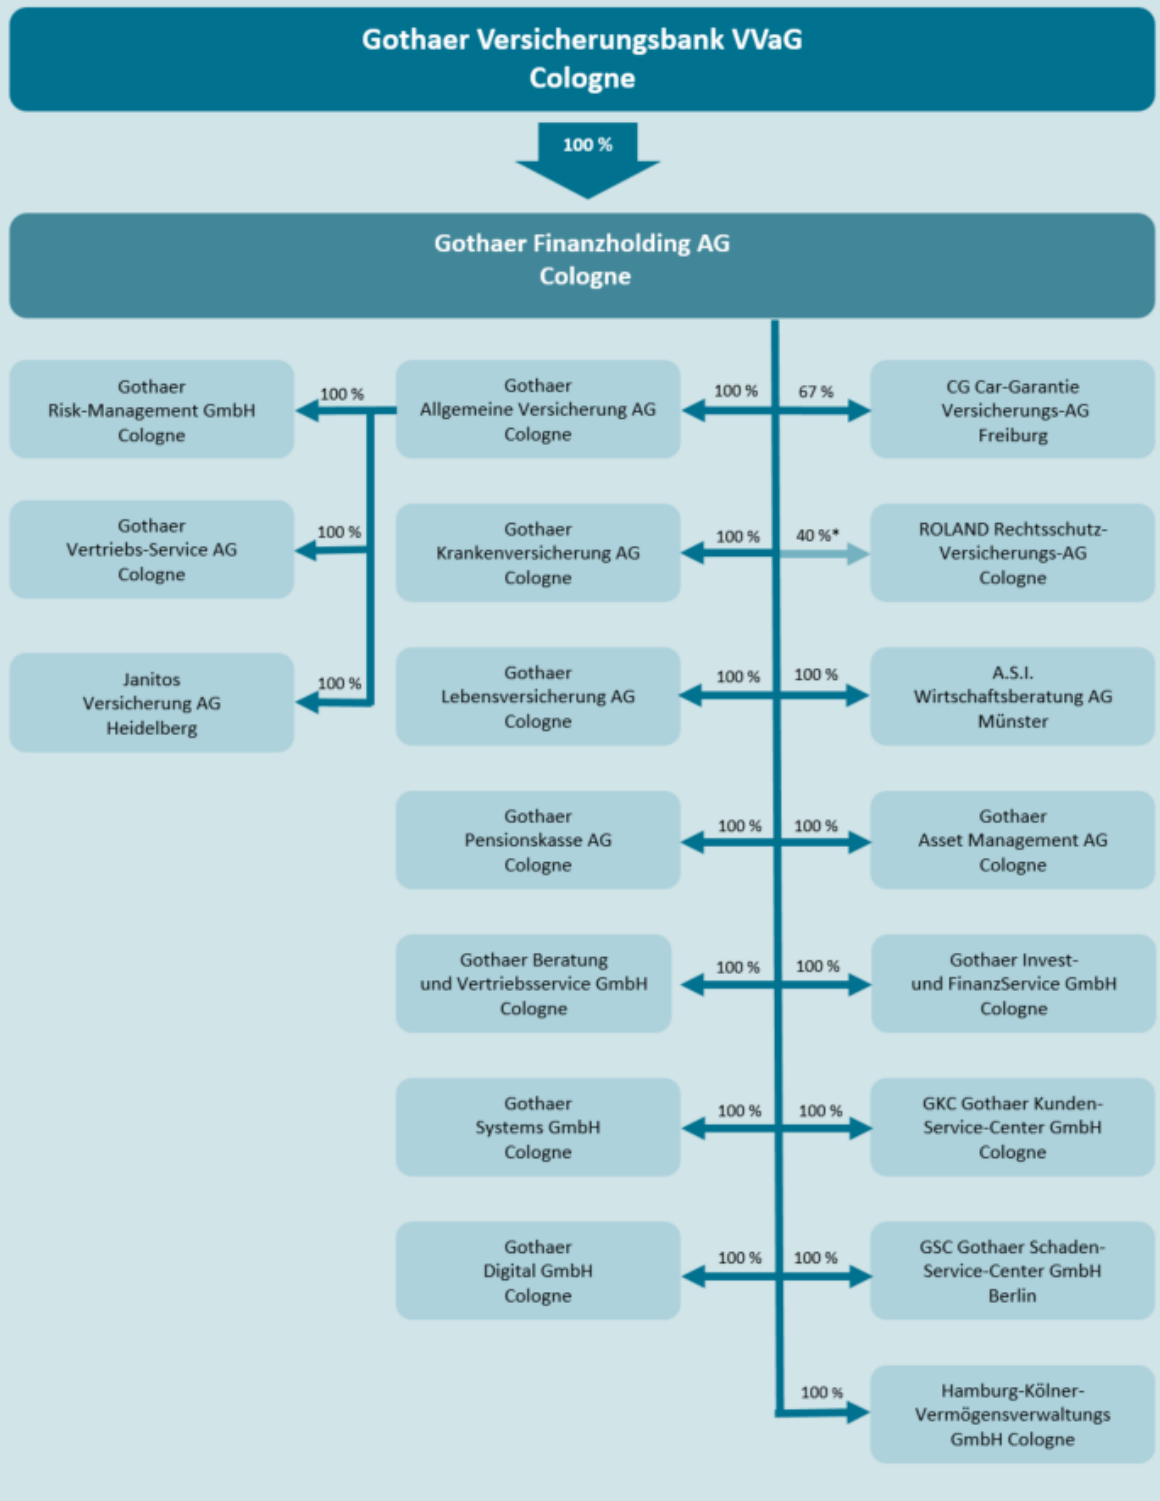 Gothaer Versicherungsbank VVaG
Cologne
100 %
Gothaer Finanzholding AG
Cologne
Gothaer
Risk-Management GmbH
Cologne
100 %
Gothaer
Allgemeine Versicherung AG
Cologne
100 %
67 %
CG Car-Garantie
Versicherungs-AG
Freiburg
Gothaer
Vertriebs-Service AG
Cologne
100 %
Gothaer
Krankenversicherung AG
Cologne
100 %
40 %*
ROLAND Rechtsschutz-
Versicherungs-AG
Cologne
Janitos
Versicherung AG
Heidelberg
100 %
Gothaer
Lebensversicherung AG
Cologne
100 %
100 %
A.S.I.
Wirtschaftsberatung AG
Münster
Gothaer
Pensionskasse AG
Cologne
100 %
100 %
Gothaer
Asset Management AG
Cologne
Gothaer Beratung
und Vertriebsservice GmbH
Cologne
100 %
100 %
Gothaer Invest-
und FinanzService GmbH
Cologne
Gothaer
Systems GmbH
Cologne
100 %
100 %
GKC Gothaer Kunden-
Service-Center GmbH
Cologne
Gothaer
Digital GmbH
Cologne
100 %
100 %
GSC Gothaer Schaden-
Service-Center GmbH
Berlin
100 %
Hamburg-Kölner-
Vermögensverwaltungs
GmbH Cologne